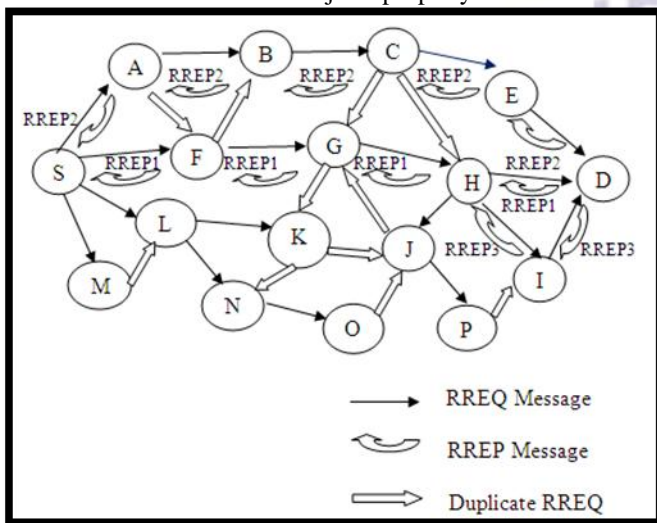 A B C
RREP2 RREP2 RREP2
E
RREP2
S RREP1 F RREP1 G RREP1 H RREP2 D
RREP1
L K J RREP3 RREP3
M N I
O P
RREQ Message
RREP Message
Duplicate RREQ